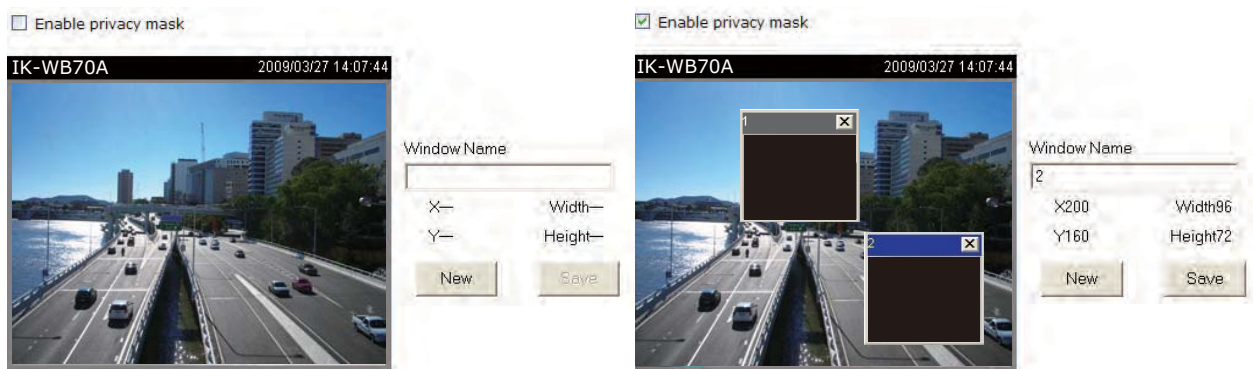 Enable privacy mask
IK-WB70A 2009/03/27 14:07:44
Window Name
X— Width—
Y— Height—
New Save
Enable privacy mask
IK-WB70A 2009/03/27 14:07:44
1
2
Window Name
2
X200 Width96
Y160 Height72
New Save